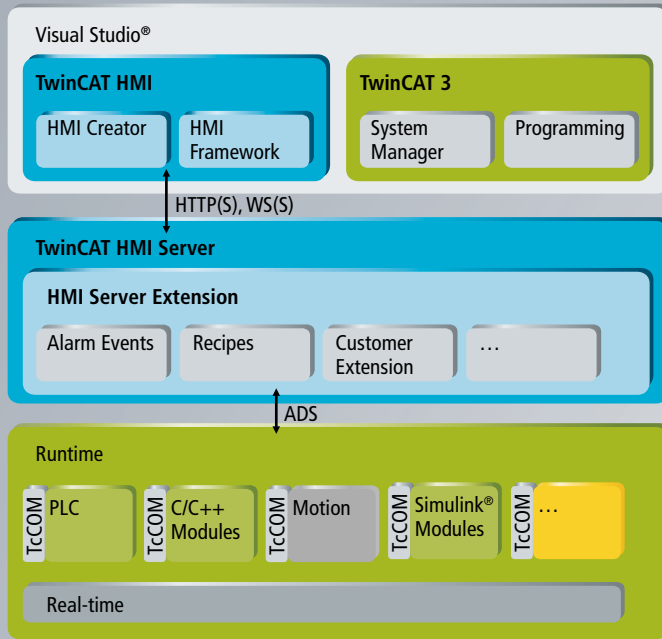 Visual Studio®
TwinCAT HMI
HMI Creator
HMI
Framework
TwinCAT 3
System
Manager
Programming
HTTP(S), WS(S)
TwinCAT HMI Server
HMI Server Extension
Alarm Events
Recipes
Customer
Extension
…
ADS
Runtime
TcCOM
PLC
TcCOM
C/C++
Modules
TcCOM
Motion
TcCOM
Simulink®
Modules
TcCOM
…
Real-time